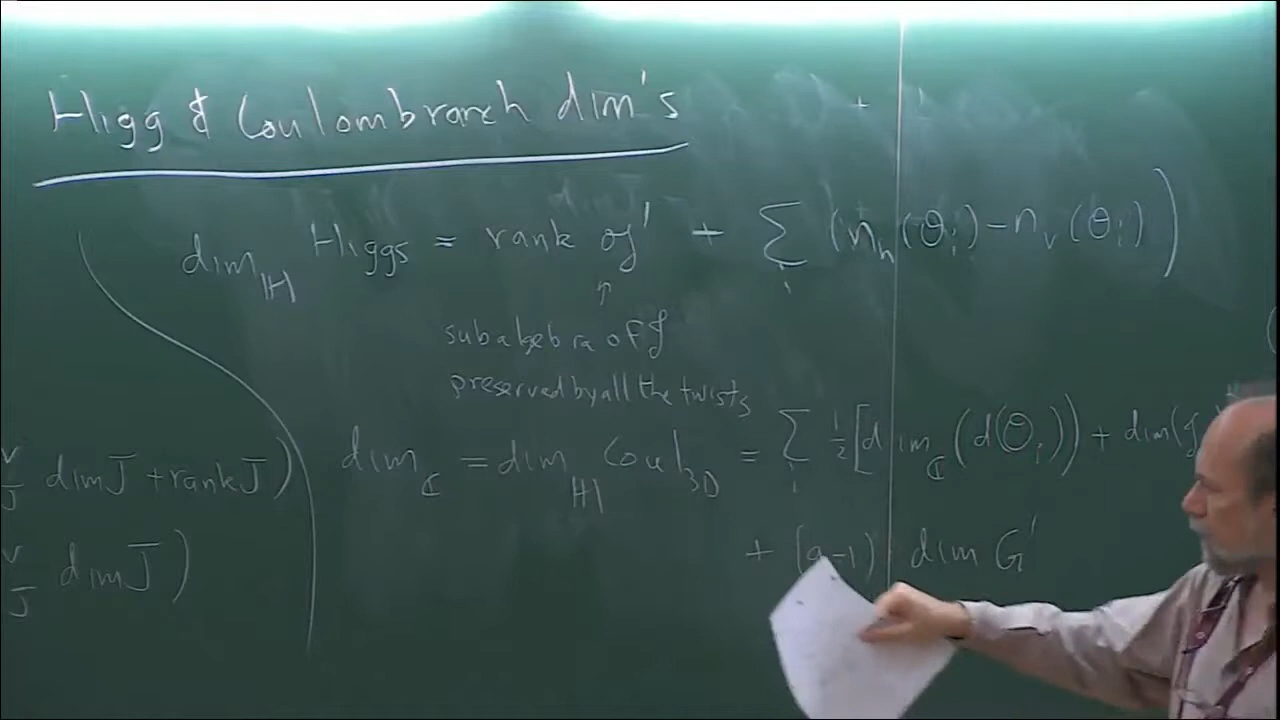 Higg & Coulombranch dim's
dim_ℍ Higgs = rank g' + Σ_i (n_h(θ_i) - n_v(θ_i))
↑
subalgebra of g
preserved by all the twists
dim_ℂ = dim_ℍ Coul_3D = Σ_i ½[dim_ℂ(d(θ_i)) + dim(g
+ (g-1) dim G'
dim J + rank J)
dim J)